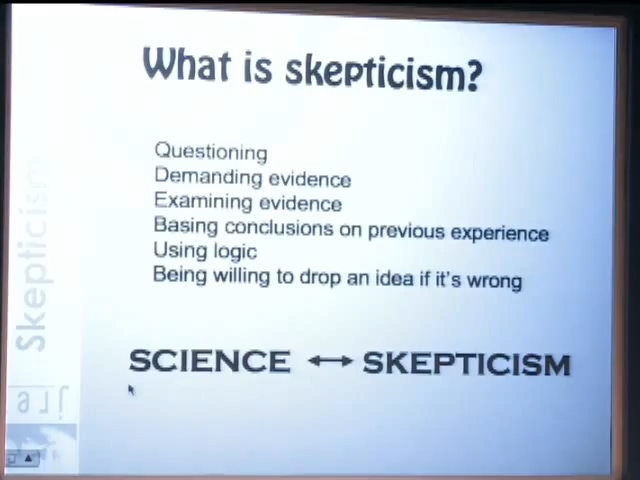 What is skepticism?
Questioning
Demanding evidence
Examining evidence
Basing conclusions on previous experience
Using logic
Being willing to drop an idea if it's wrong
SCIENCE ↔ SKEPTICISM
Skepticism
jref